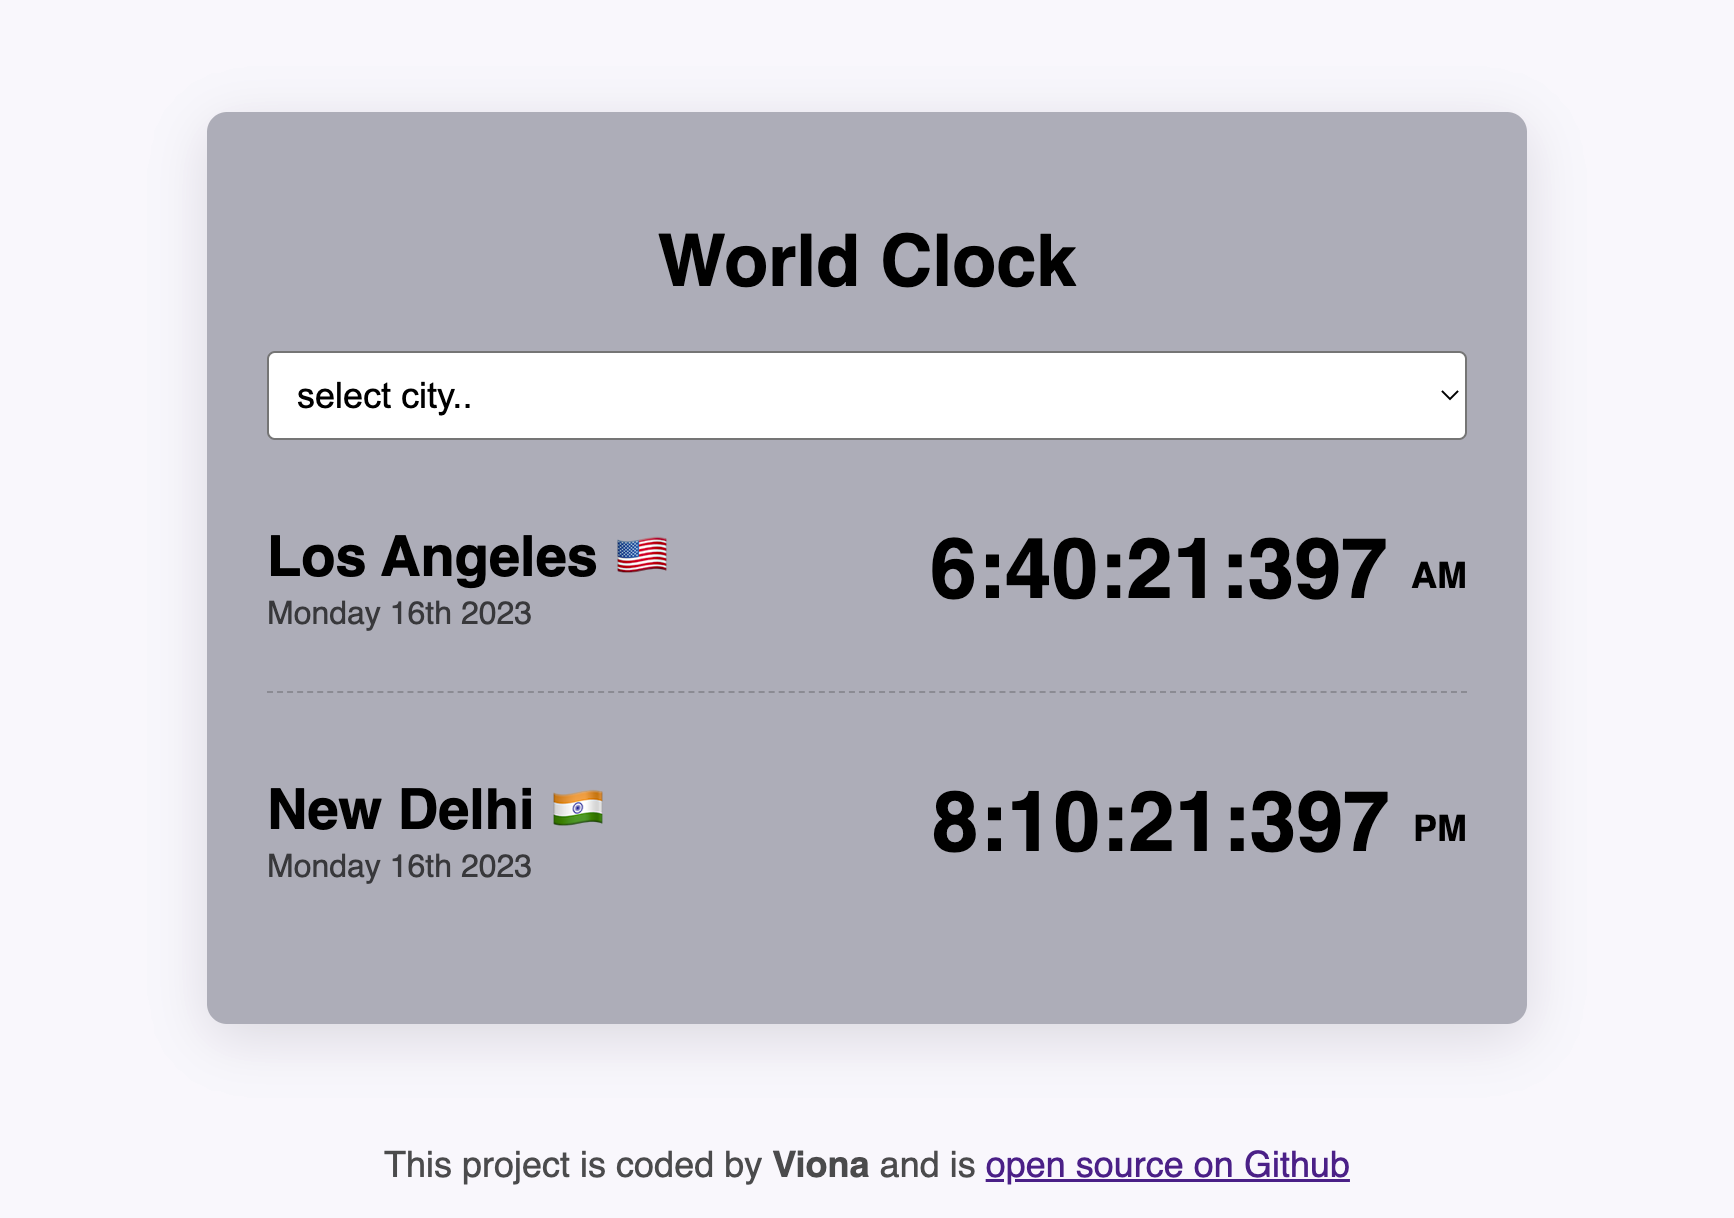 World Clock
select city..
Los Angeles 🇺🇸 6:40:21:397 AM
Monday 16th 2023
New Delhi 🇮🇳 8:10:21:397 PM
Monday 16th 2023
This project is coded by Viona and is open source on Github